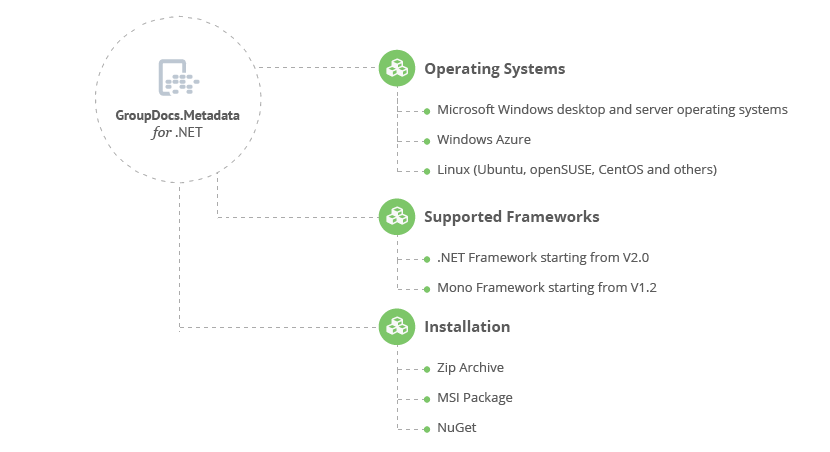 GroupDocs.Metadata
for .NET
Operating Systems
Microsoft Windows desktop and server operating systems
Windows Azure
Linux (Ubuntu, openSUSE, CentOS and others)
Supported Frameworks
.NET Framework starting from V2.0
Mono Framework starting from V1.2
Installation
Zip Archive
MSI Package
NuGet